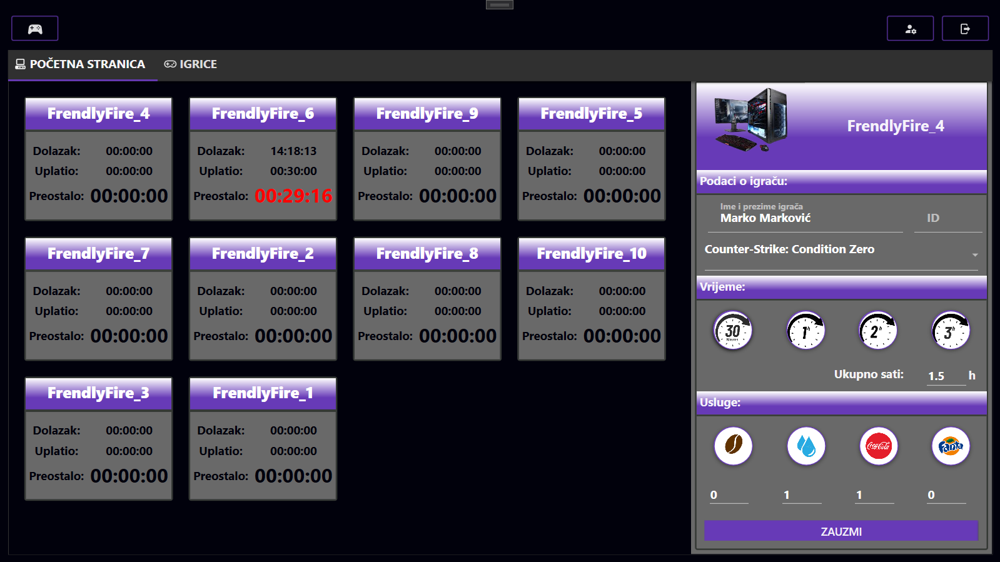 POČETNA STRANICA
IGRICE
FrendlyFire_4
Dolazak: 00:00:00
Uplatio: 00:00:00
Preostalo: 00:00:00
FrendlyFire_6
Dolazak: 14:18:13
Uplatio: 00:30:00
Preostalo: 00:29:16
FrendlyFire_9
Dolazak: 00:00:00
Uplatio: 00:00:00
Preostalo: 00:00:00
FrendlyFire_5
Dolazak: 00:00:00
Uplatio: 00:00:00
Preostalo: 00:00:00
FrendlyFire_7
Dolazak: 00:00:00
Uplatio: 00:00:00
Preostalo: 00:00:00
FrendlyFire_2
Dolazak: 00:00:00
Uplatio: 00:00:00
Preostalo: 00:00:00
FrendlyFire_8
Dolazak: 00:00:00
Uplatio: 00:00:00
Preostalo: 00:00:00
FrendlyFire_10
Dolazak: 00:00:00
Uplatio: 00:00:00
Preostalo: 00:00:00
FrendlyFire_3
Dolazak: 00:00:00
Uplatio: 00:00:00
Preostalo: 00:00:00
FrendlyFire_1
Dolazak: 00:00:00
Uplatio: 00:00:00
Preostalo: 00:00:00
FrendlyFire_4
Podaci o igraču:
Ime i prezime igrača
Marko Marković
ID
Counter-Strike: Condition Zero
Vrijeme:
30
Minutes
1h
2h
3h
Ukupno sati: 1.5 h
Usluge:
Coca-Cola
Fanta
0
1
1
0
ZAUZMI